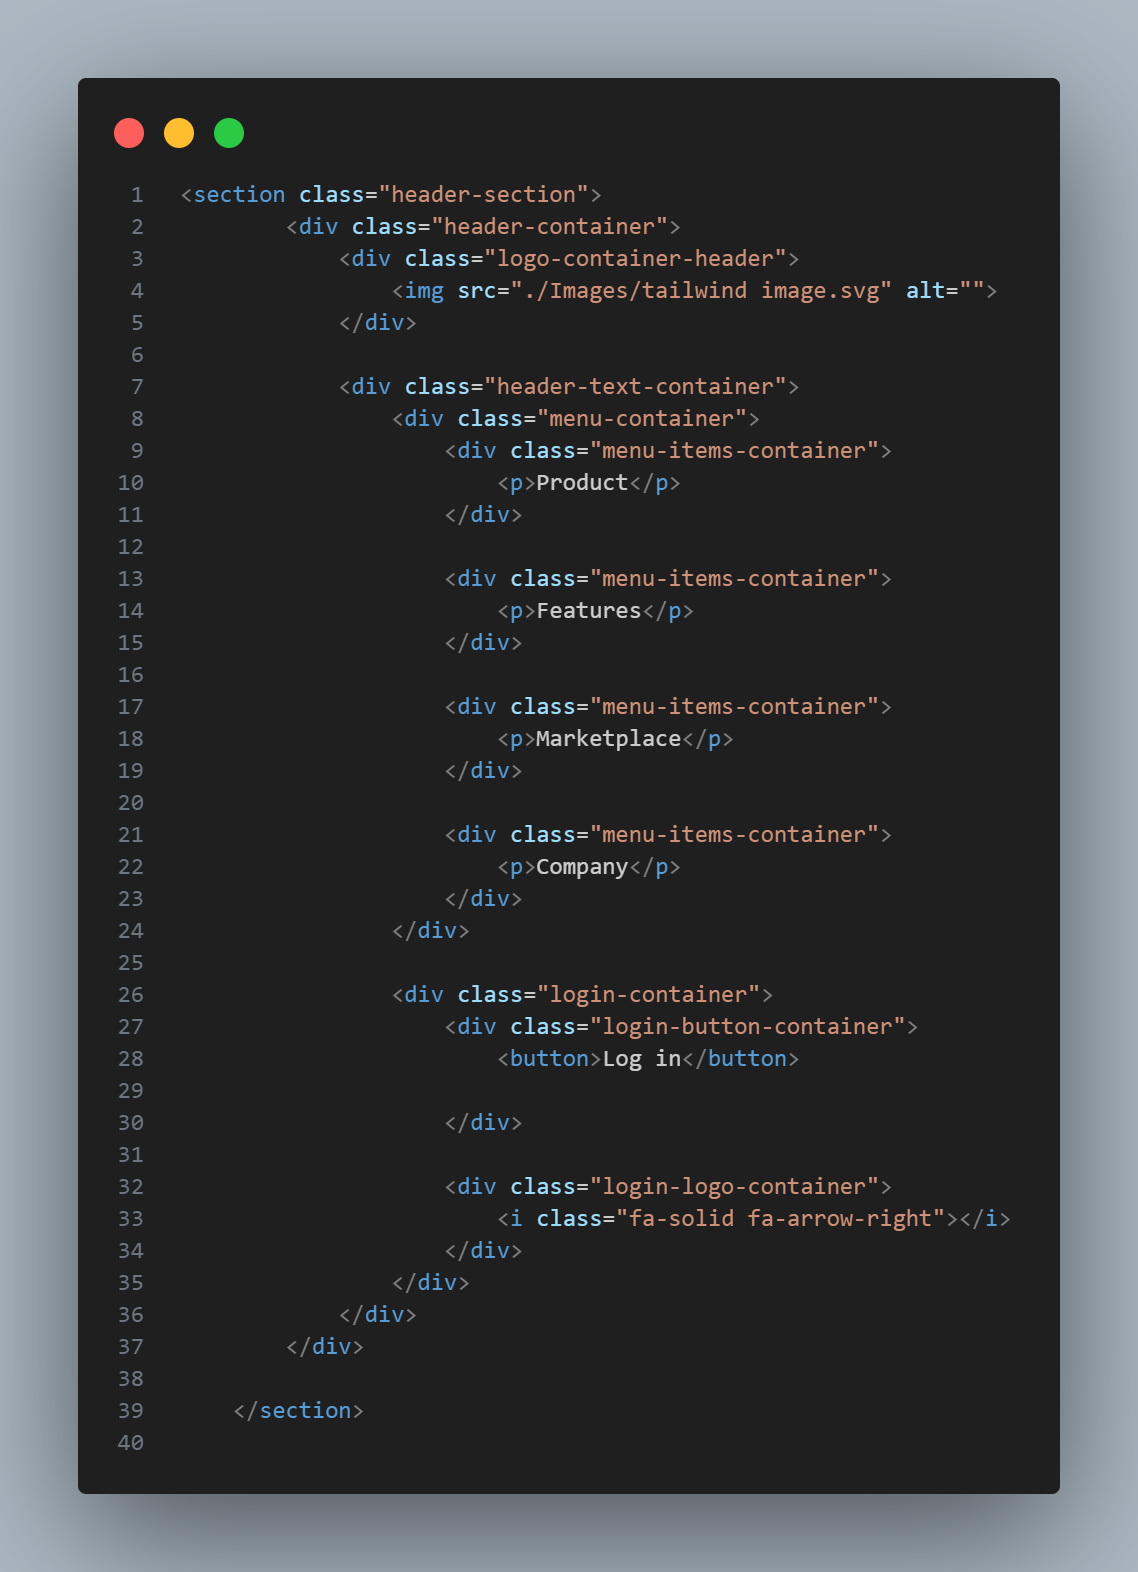 1 <section class="header-section">
2         <div class="header-container">
3             <div class="logo-container-header">
4                 <img src="./Images/tailwind image.svg" alt="">
5             </div>
6
7             <div class="header-text-container">
8                 <div class="menu-container">
9                     <div class="menu-items-container">
10                         <p>Product</p>
11                     </div>
12
13                     <div class="menu-items-container">
14                         <p>Features</p>
15                     </div>
16
17                     <div class="menu-items-container">
18                         <p>Marketplace</p>
19                     </div>
20
21                     <div class="menu-items-container">
22                         <p>Company</p>
23                     </div>
24                 </div>
25
26                 <div class="login-container">
27                     <div class="login-button-container">
28                         <button>Log in</button>
29
30                     </div>
31
32                     <div class="login-logo-container">
33                         <i class="fa-solid fa-arrow-right"></i>
34                     </div>
35                 </div>
36             </div>
37         </div>
38
39     </section>
40